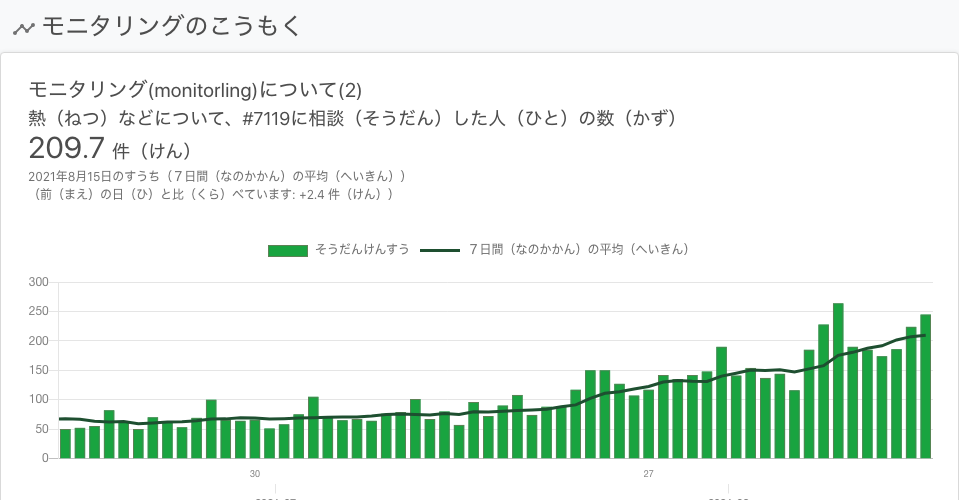 モニタリングのこうもく
モニタリング(monitorling)について(2)
熱（ねつ）などについて、#7119に相談（そうだん）した人（ひと）の数（かず）
209.7 件（けん）
2021年8月15日のすうち（７日間（なのかかん）の平均（へいきん））
（前（まえ）の日（ひ）と比（くら）べています: +2.4 件（けん））
そうだんけんすう ７日間（なのかかん）の平均（へいきん）
300
250
200
150
100
50
0
30 27